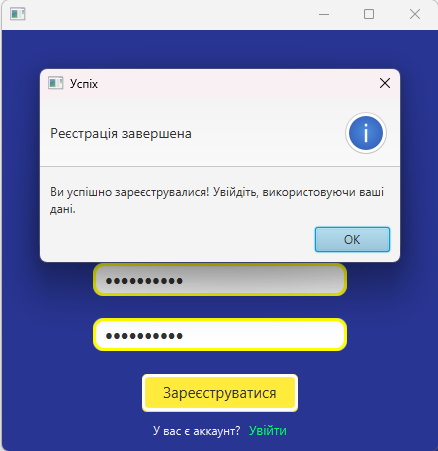 Успіх
Реєстрація завершена
Ви успішно зареєструвалися! Увійдіть, використовуючи ваші
дані.
OK
●●●●●●●●●●
●●●●●●●●●●
Зареєструватися
У вас є аккаунт? Увійти